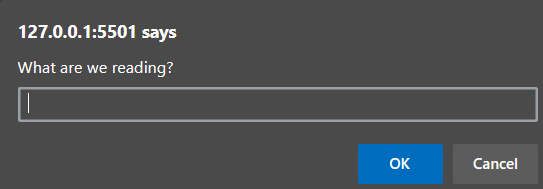 127.0.0.1:5501 says
What are we reading?
OK Cancel